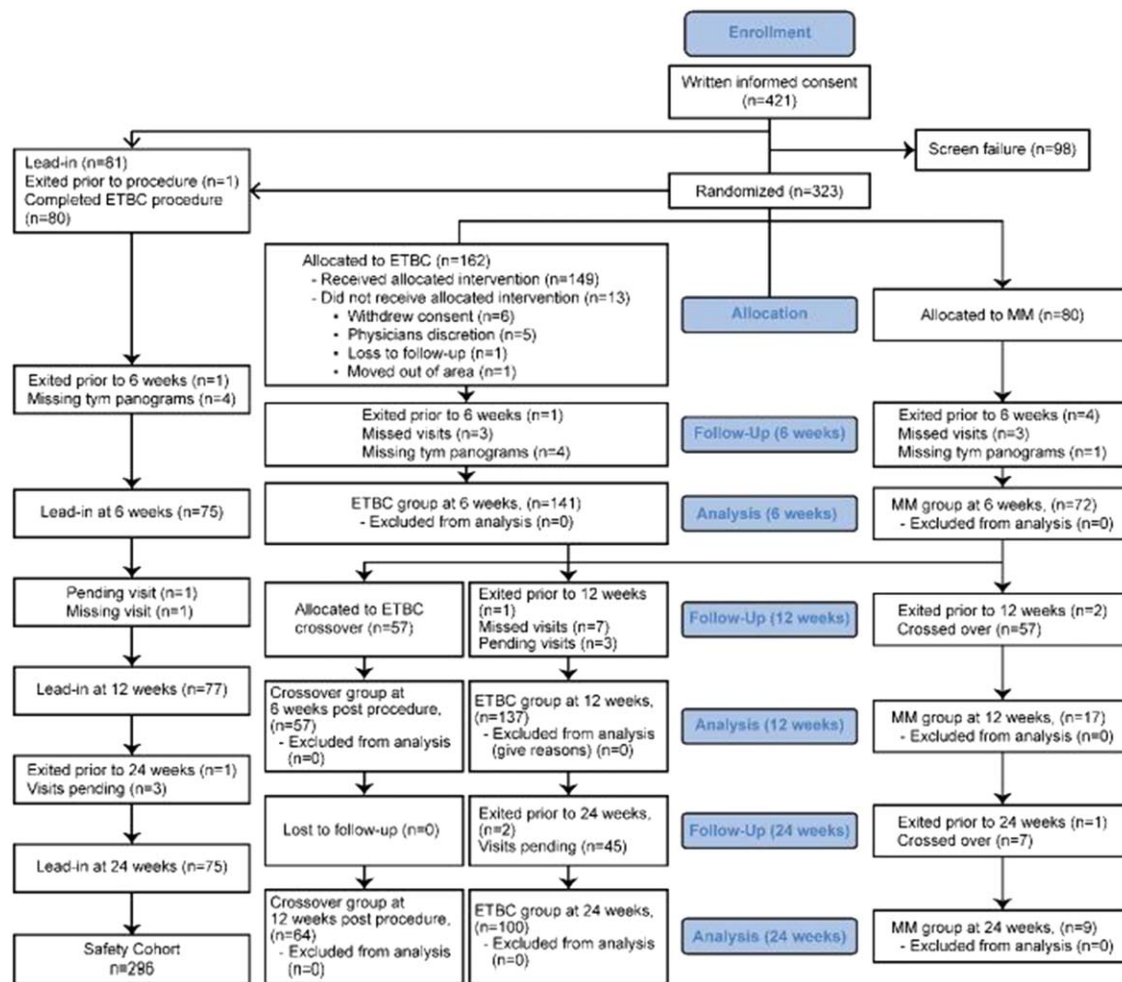 Enrollment
Written informed consent
(n=421)
Screen failure (n=98)
Lead-in (n=81)
Exited prior to procedure (n=1)
Completed ETBC procedure
(n=80)
Randomized (n=323)
Allocated to ETBC (n=162)
- Received allocated intervention (n=149)
- Did not receive allocated intervention (n=13)
• Withdrew consent (n=6)
• Physicians discretion (n=5)
• Loss to follow-up (n=1)
• Moved out of area (n=1)
Allocation
Allocated to MM (n=80)
Exited prior to 6 weeks (n=1)
Missing tym panograms (n=4)
Exited prior to 6 weeks (n=1)
Missed visits (n=3)
Missing tym panograms (n=4)
Follow-Up (6 weeks)
Exited prior to 6 weeks (n=4)
Missed visits (n=3)
Missing tym panograms (n=1)
Lead-in at 6 weeks (n=75)
ETBC group at 6 weeks, (n=141)
- Excluded from analysis (n=0)
Analysis (6 weeks)
MM group at 6 weeks, (n=72)
- Excluded from analysis (n=0)
Pending visit (n=1)
Missing visit (n=1)
Allocated to ETBC
crossover (n=57)
Exited prior to 12 weeks
(n=1)
Missed visits (n=7)
Pending visits (n=3)
Follow-Up (12 weeks)
Exited prior to 12 weeks (n=2)
Crossed over (n=57)
Lead-in at 12 weeks (n=77)
Crossover group at
6 weeks post procedure,
(n=57)
- Excluded from analysis
(n=0)
ETBC group at 12 weeks,
(n=137)
- Excluded from analysis
(give reasons) (n=0)
Analysis (12 weeks)
MM group at 12 weeks, (n=17)
- Excluded from analysis (n=0)
Exited prior to 24 weeks (n=1)
Visits pending (n=3)
Lost to follow-up (n=0)
Exited prior to 24 weeks,
(n=2)
Visits pending (n=45)
Follow-Up (24 weeks)
Exited prior to 24 weeks (n=1)
Crossed over (n=7)
Lead-in at 24 weeks (n=75)
Crossover group at
12 weeks post procedure,
(n=64)
- Excluded from analysis
(n=0)
ETBC group at 24 weeks,
(n=100)
- Excluded from analysis
(n=0)
Analysis (24 weeks)
MM group at 24 weeks, (n=9)
- Excluded from analysis (n=0)
Safety Cohort
n=296